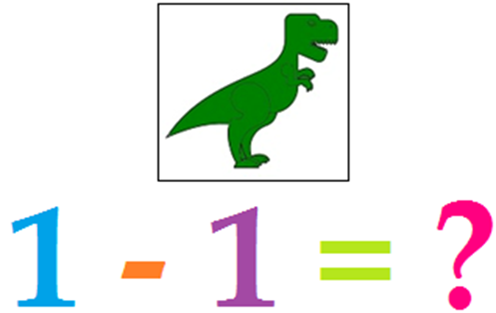 1 - 1 = ?